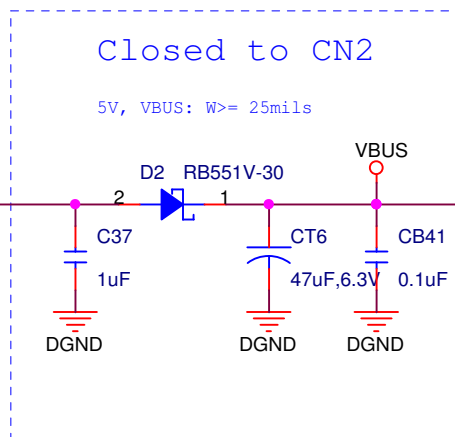 Closed to CN2
5V, VBUS: W>= 25mils
VBUS
D2 RB551V-30
2 1
C37 CT6 CB41
1uF 47uF,6.3V 0.1uF
DGND DGND DGND